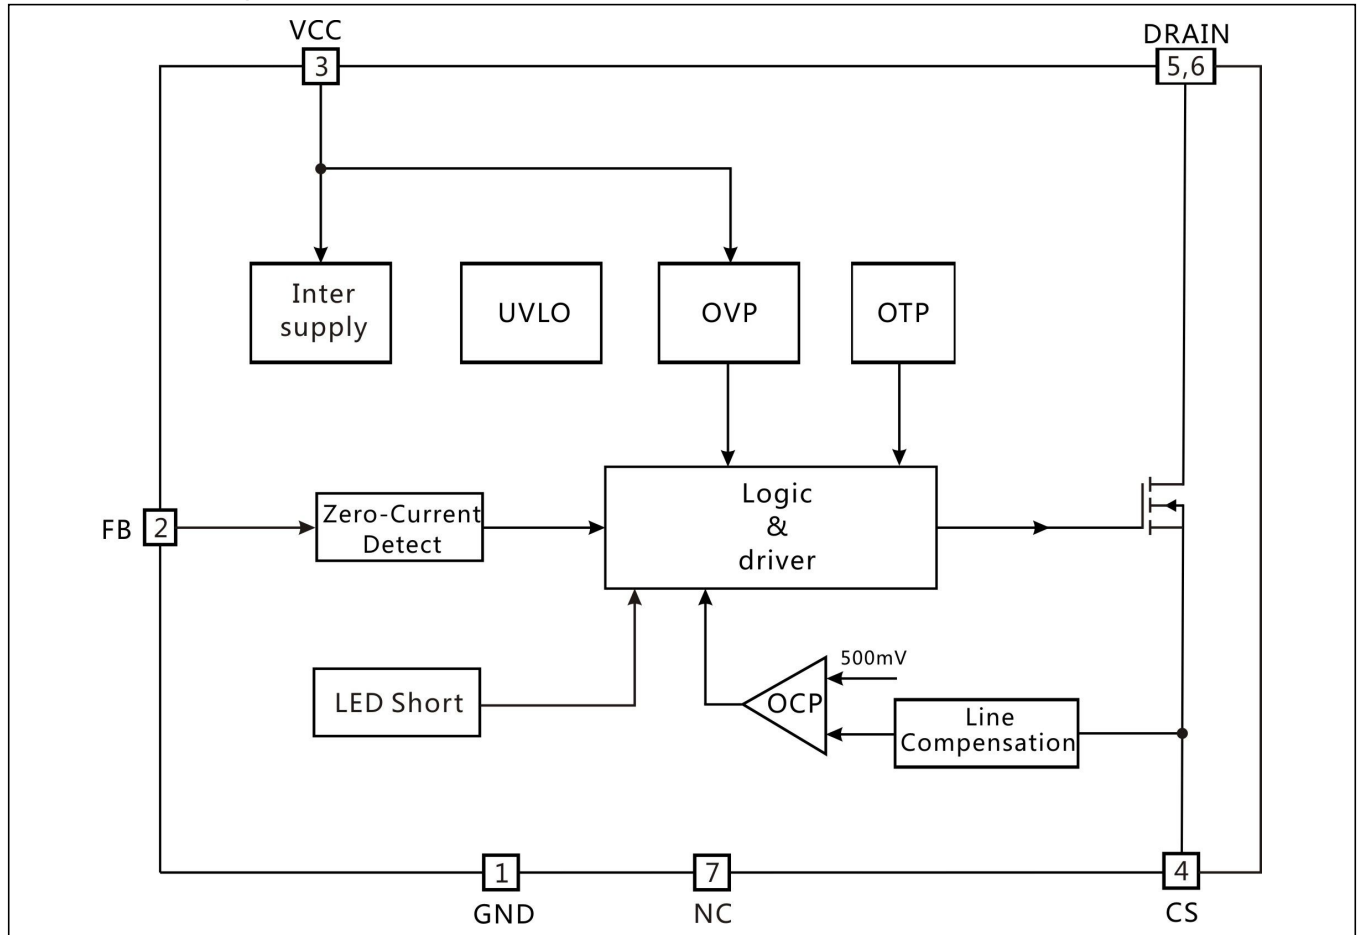 VCC
DRAIN
3
5,6
Inter
supply
UVLO
OVP
OTP
Logic
&
driver
Zero-Current
Detect
FB
2
500mV
LED Short
OCP
Line
Compensation
1
7
4
GND
NC
CS